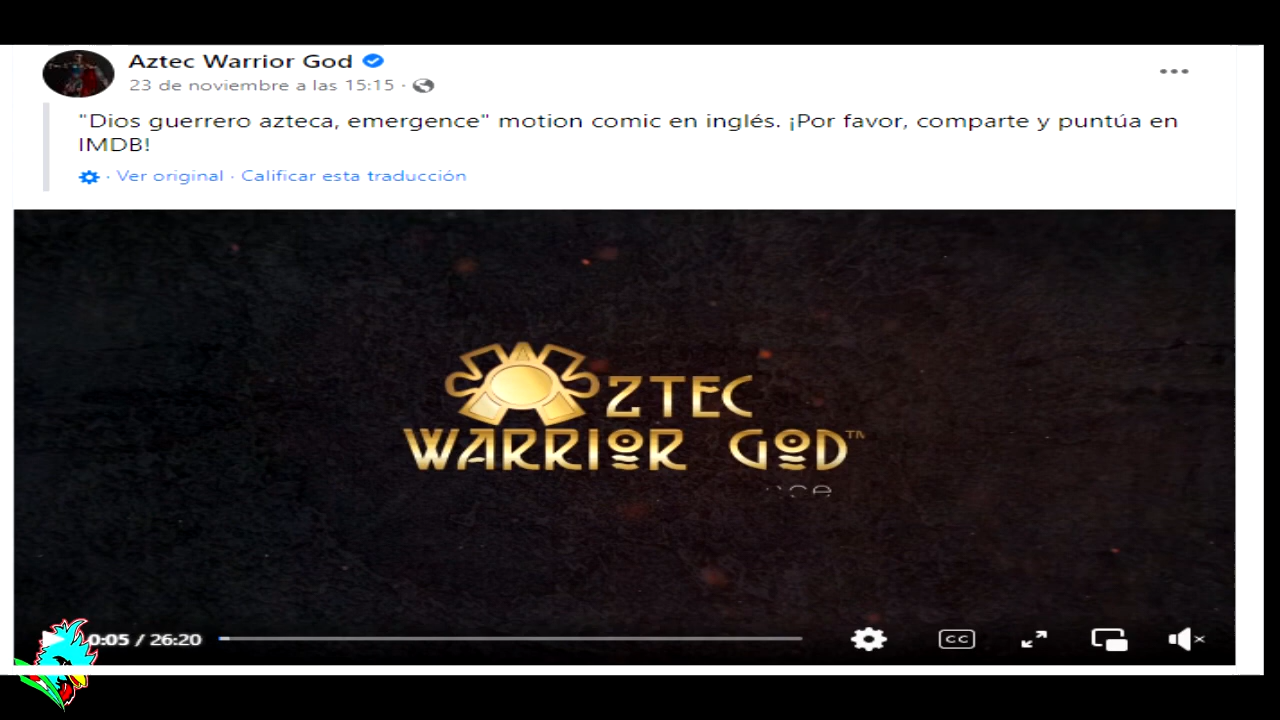 Aztec Warrior God
23 de noviembre a las 15:15 ·
"Dios guerrero azteca, emergence" motion comic en inglés. ¡Por favor, comparte y puntúa en
IMDB!
· Ver original · Calificar esta traducción
AZTEC
WARRIOR GOD™
0:05 / 26:20
CC